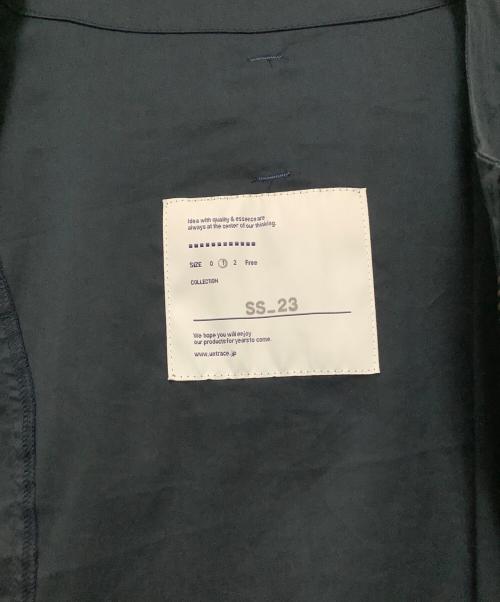 Idea with quality & essence are
always at the center of our thinking.
SIZE 0 1 2 Free
COLLECTION
SS_23
We hope you will enjoy
our products for years to come.
www.uxtrace.jp